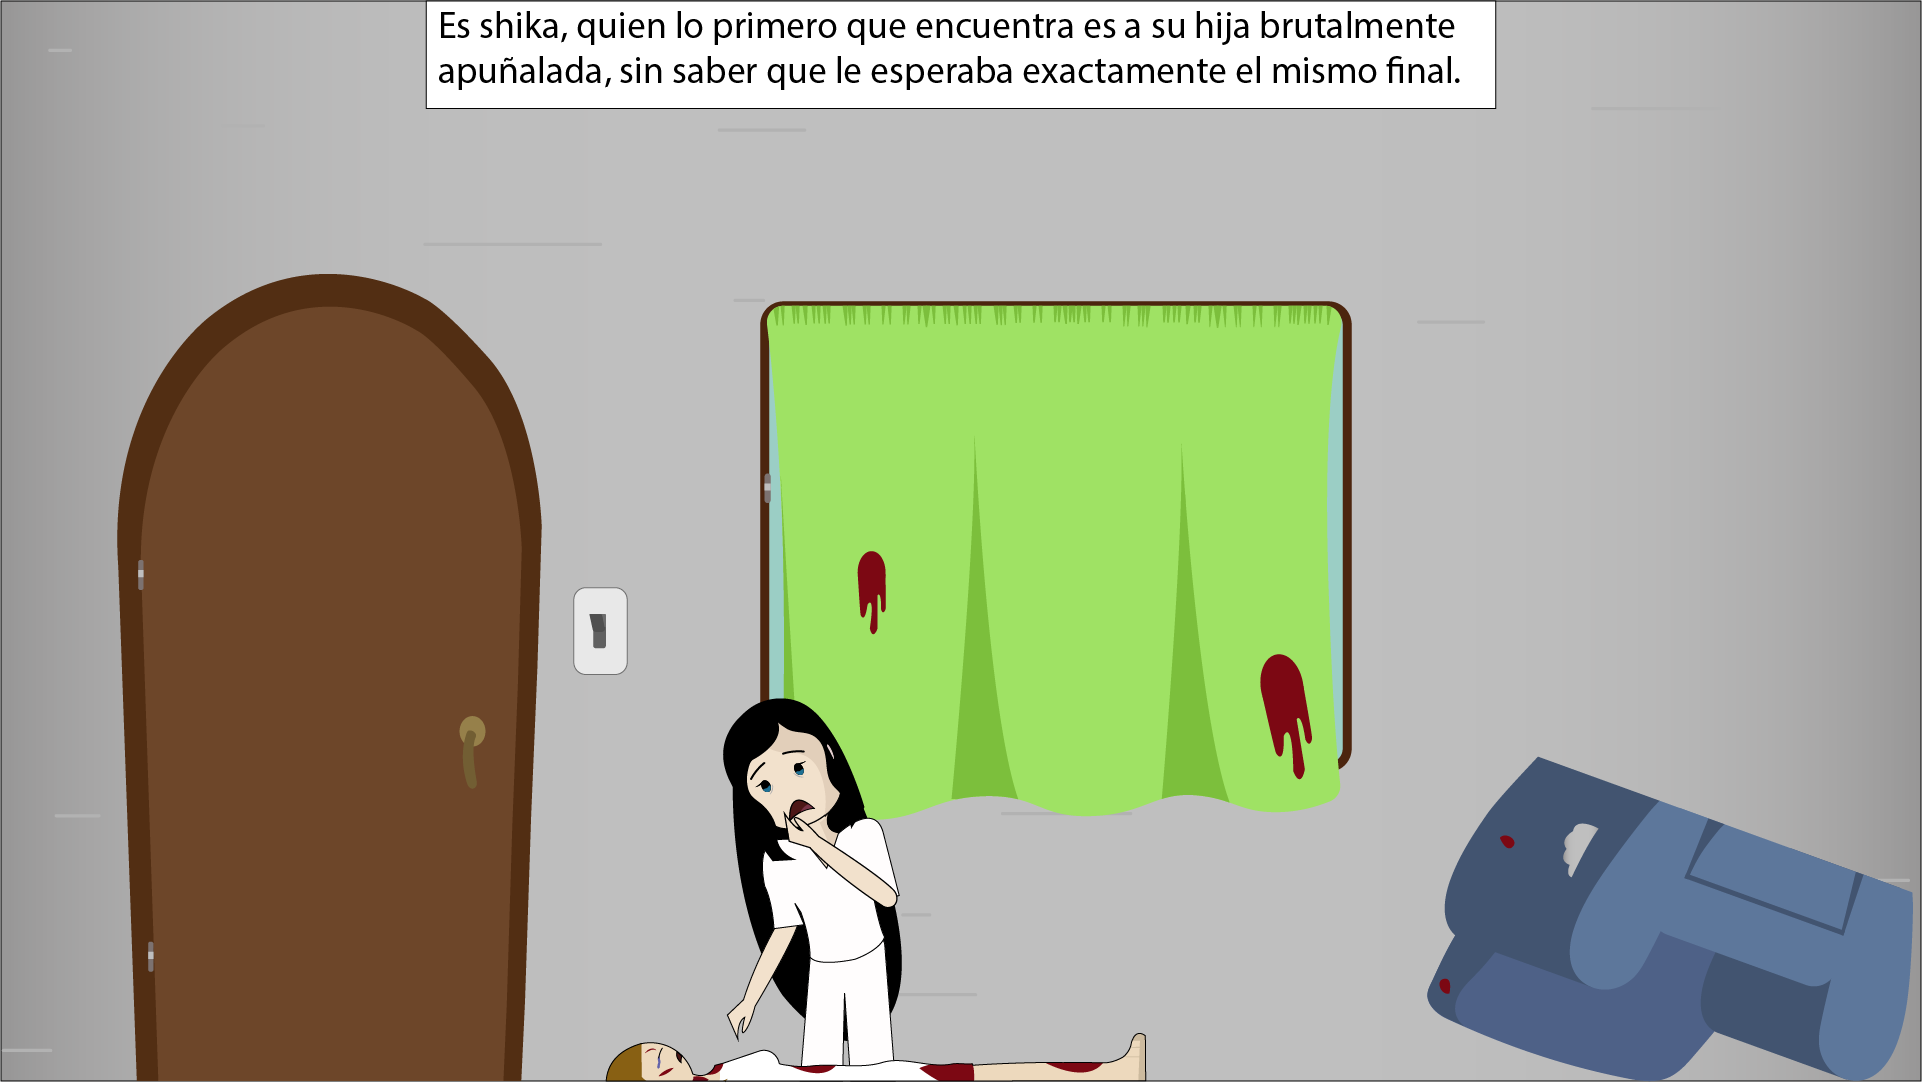 Es shika, quien lo primero que encuentra es a su hija brutalmente
apuñalada, sin saber que le esperaba exactamente el mismo final.